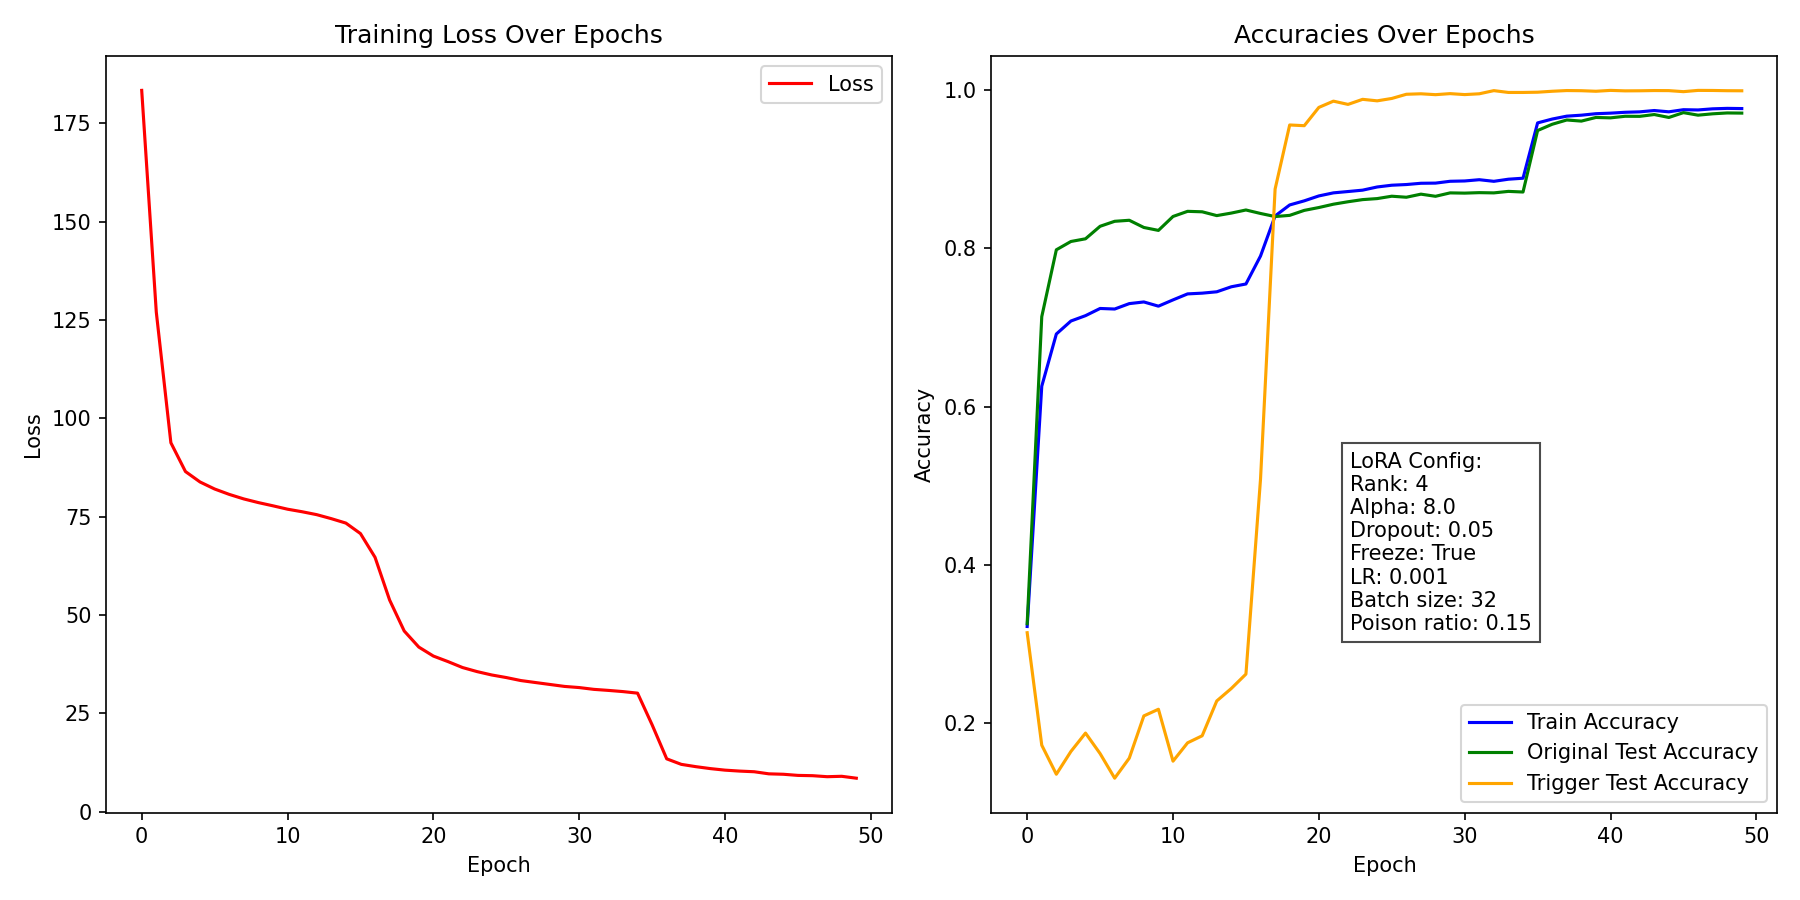 Training Loss Over Epochs
Loss
175
150
125
100
75
50
25
0
Loss
0 10 20 30 40 50
Epoch
Accuracies Over Epochs
1.0
0.8
0.6
0.4
0.2
Accuracy
LoRA Config:
Rank: 4
Alpha: 8.0
Dropout: 0.05
Freeze: True
LR: 0.001
Batch size: 32
Poison ratio: 0.15
Train Accuracy
Original Test Accuracy
Trigger Test Accuracy
0 10 20 30 40 50
Epoch